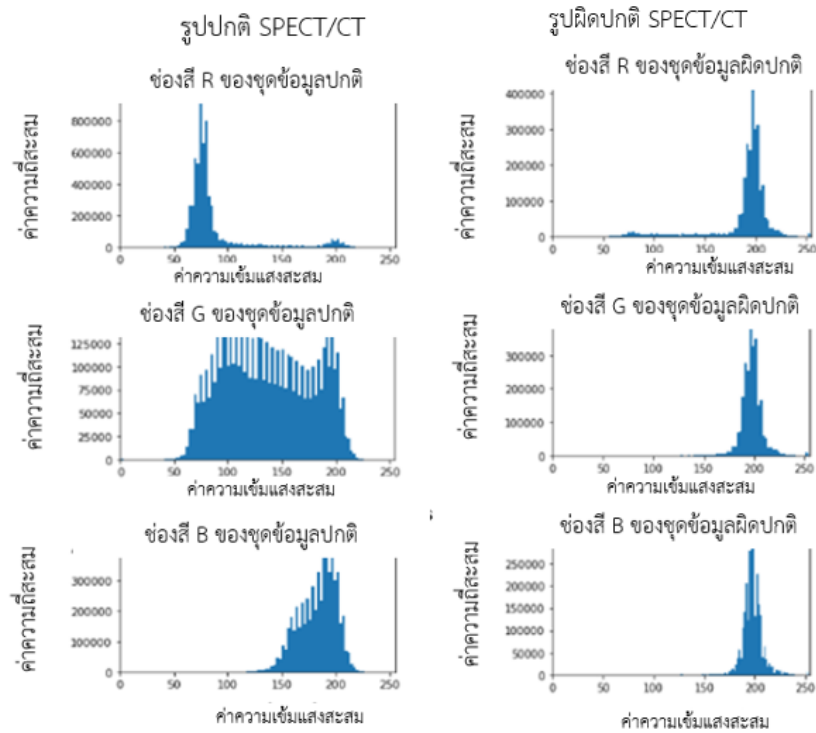 รูปปกติ SPECT/CT
ช่องสี R ของชุดข้อมูลปกติ
ค่าความถี่สะสม
800000
600000
400000
200000
0
0 50 100 150 200 250
ค่าความเข้มแสงสะสม
ช่องสี G ของชุดข้อมูลปกติ
ค่าความถี่สะสม
125000
100000
75000
50000
25000
0
0 50 100 150 200 250
ค่าความเข้มแสงสะสม
ช่องสี B ของชุดข้อมูลปกติ
ค่าความถี่สะสม
300000
200000
100000
0
0 50 100 150 200 250
ค่าความเข้มแสงสะสม
รูปผิดปกติ SPECT/CT
ช่องสี R ของชุดข้อมูลผิดปกติ
ค่าความถี่สะสม
400000
300000
200000
100000
0
0 50 100 150 200 250
ค่าความเข้มแสงสะสม
ช่องสี G ของชุดข้อมูลผิดปกติ
ค่าความถี่สะสม
300000
200000
100000
0
0 50 100 150 200 250
ค่าความเข้มแสงสะสม
ช่องสี B ของชุดข้อมูลผิดปกติ
ค่าความถี่สะสม
250000
200000
150000
100000
50000
0
0 50 100 150 200 250
ค่าความเข้มแสงสะสม